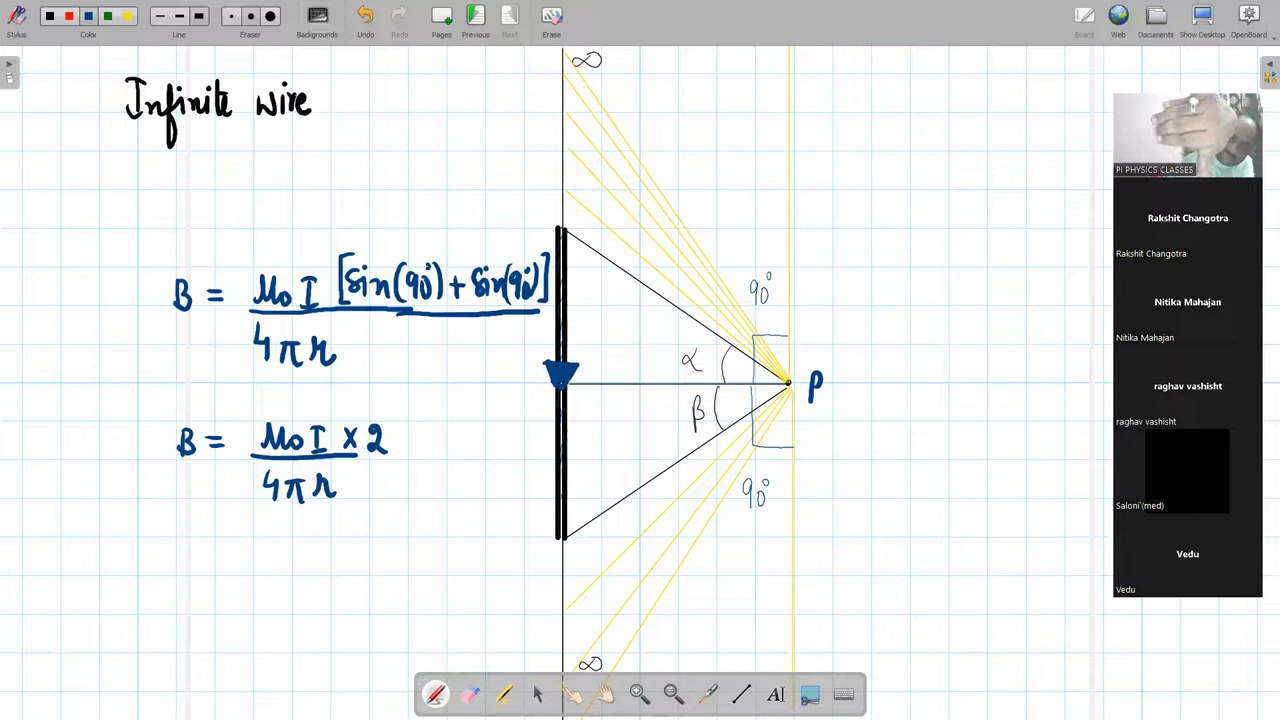 Stylus
Color
Line
Eraser
Backgrounds
Undo
Redo
Pages
Previous
Next
Erase
Board
Web
Documents
Show Desktop
OpenBoard
Infinite wire
∞
B = μ₀ I [sin(90°) + sin(90°)]
4πr
B = μ₀ I × 2
4πr
90°
α
β
P
90°
∞
PI PHYSICS CLASSES
Rakshit Changotra
Rakshit Changotra
Nitika Mahajan
Nitika Mahajan
raghav vashisht
raghav vashisht
Saloni(med)
Vedu
Vedu